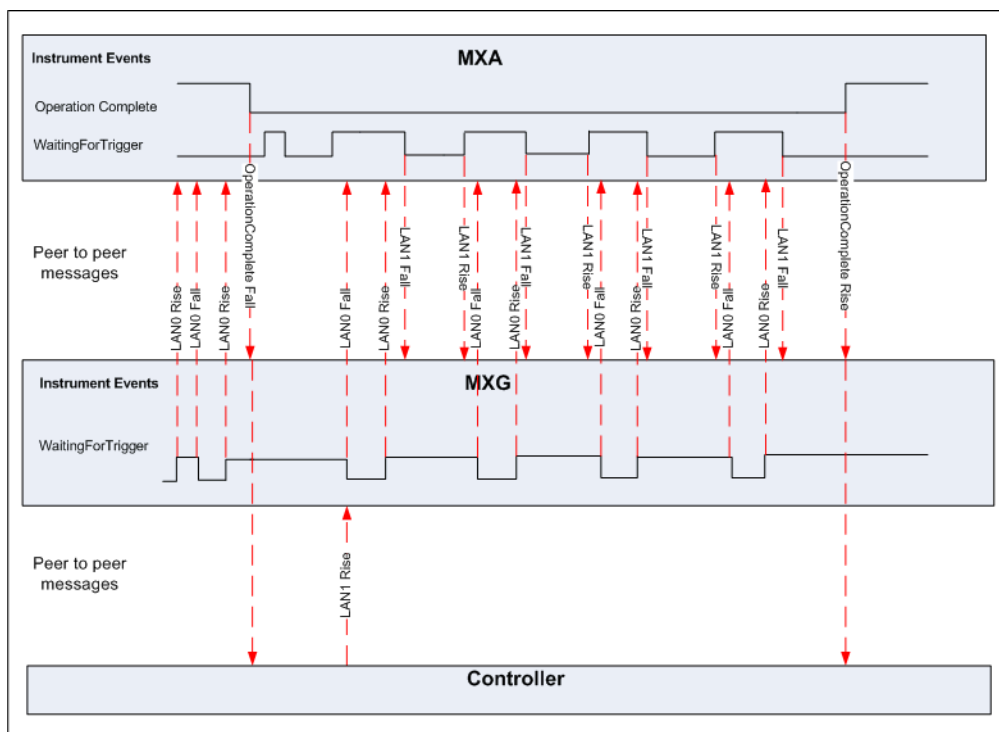 MXA
Instrument Events
Operation Complete
WaitingForTrigger
Peer to peer
messages
LAN0 Rise
LAN0 Fall
LAN0 Rise
OperationComplete Fall
LAN0 Fall
LAN0 Rise
LAN1 Fall
LAN1 Rise
LAN0 Fall
LAN0 Rise
LAN1 Fall
LAN1 Rise
LAN0 Fall
LAN0 Rise
LAN1 Fall
LAN1 Rise
LAN0 Fall
LAN0 Rise
LAN1 Fall
OperationComplete Rise
MXG
Instrument Events
WaitingForTrigger
Peer to peer
messages
LAN1 Rise
Controller